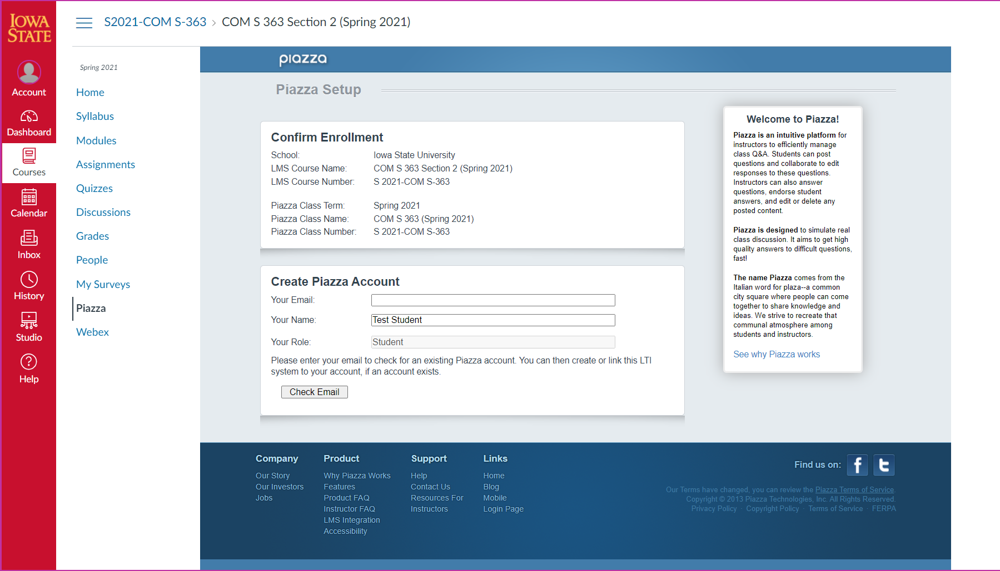 IOWA
STATE
Account
Dashboard
Courses
Calendar
Inbox
History
Studio
Help
S2021-COM S-363 › COM S 363 Section 2 (Spring 2021)
Spring 2021
Home
Syllabus
Modules
Assignments
Quizzes
Discussions
Grades
People
My Surveys
Piazza
Webex
piazza
Piazza Setup
Confirm Enrollment
School: Iowa State University
LMS Course Name: COM S 363 Section 2 (Spring 2021)
LMS Course Number: S 2021-COM S-363
Piazza Class Term: Spring 2021
Piazza Class Name: COM S 363 (Spring 2021)
Piazza Class Number: S 2021-COM S-363
Create Piazza Account
Your Email:
Your Name: Test Student
Your Role: Student
Please enter your email to check for an existing Piazza account. You can then create or link this LTI
system to your account, if an account exists.
Check Email
Welcome to Piazza!
Piazza is an intuitive platform for
instructors to efficiently manage
class Q&A. Students can post
questions and collaborate to edit
responses to these questions.
Instructors can also answer
questions, endorse student
answers, and edit or delete any
posted content.
Piazza is designed to simulate real
class discussion. It aims to get high
quality answers to difficult questions,
fast!
The name Piazza comes from the
Italian word for plaza--a common
city square where people can come
together to share knowledge and
ideas. We strive to recreate that
communal atmosphere among
students and instructors.
See why Piazza works
Company
Our Story
Our Investors
Jobs
Product
Why Piazza Works
Features
Product FAQ
Instructor FAQ
LMS Integration
Accessibility
Support
Help
Contact Us
Resources For
Instructors
Links
Home
Blog
Mobile
Login Page
Find us on: f t
Our Terms have changed, you can review the Piazza Terms of Service.
Copyright © 2013 Piazza Technologies, Inc. All Rights Reserved.
Privacy Policy · Copyright Policy · Terms of Service · FERPA